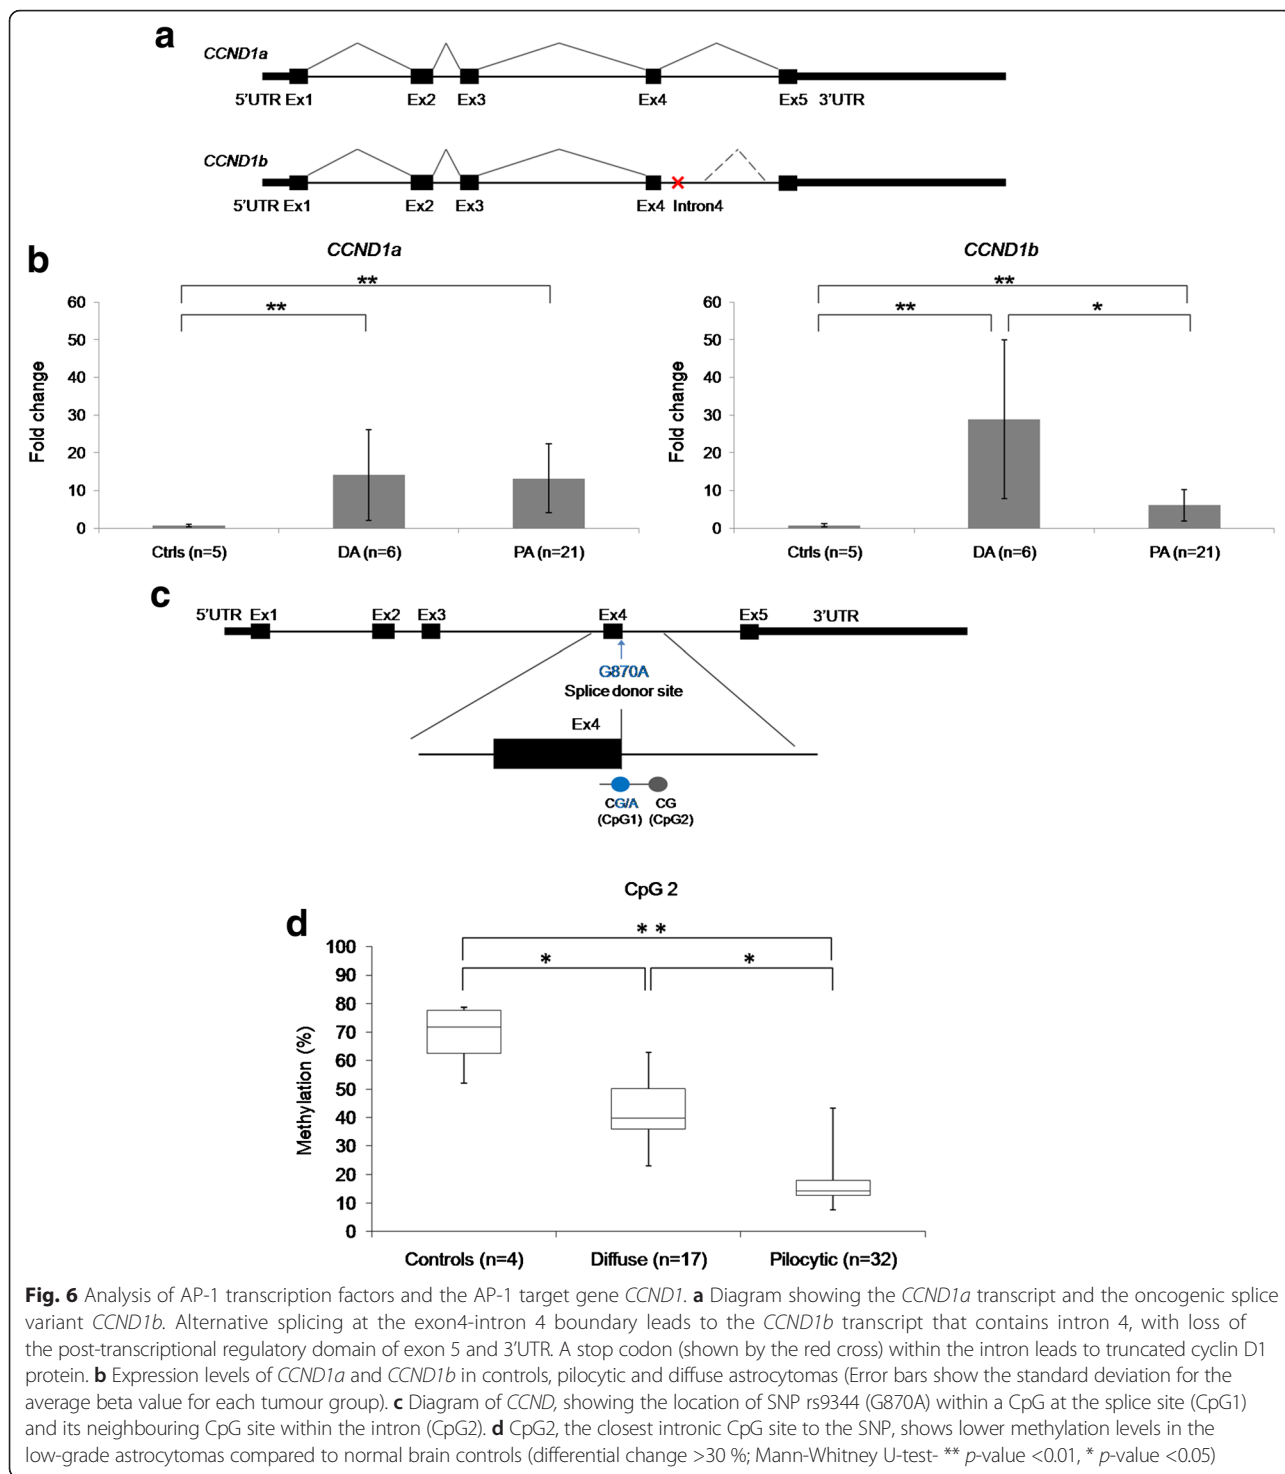 a
CCND1a
5'UTR Ex1 Ex2 Ex3 Ex4 Ex5 3'UTR
CCND1b
5'UTR Ex1 Ex2 Ex3 Ex4 Intron4
b
CCND1a
**
**
Fold change
60
50
40
30
20
10
0
Ctrls (n=5) DA (n=6) PA (n=21)
CCND1b
**
** *
Fold change
60
50
40
30
20
10
0
Ctrls (n=5) DA (n=6) PA (n=21)
c
5'UTR Ex1 Ex2 Ex3 Ex4 Ex5 3'UTR
G870A
Splice donor site
Ex4
CG/A CG
(CpG1) (CpG2)
CpG 2
d
* *
* *
Methylation (%)
100
90
80
70
60
50
40
30
20
10
0
Controls (n=4) Diffuse (n=17) Pilocytic (n=32)
Fig. 6 Analysis of AP-1 transcription factors and the AP-1 target gene CCND1. a Diagram showing the CCND1a transcript and the oncogenic splice
variant CCND1b. Alternative splicing at the exon4-intron 4 boundary leads to the CCND1b transcript that contains intron 4, with loss of
the post-transcriptional regulatory domain of exon 5 and 3'UTR. A stop codon (shown by the red cross) within the intron leads to truncated cyclin D1
protein. b Expression levels of CCND1a and CCND1b in controls, pilocytic and diffuse astrocytomas (Error bars show the standard deviation for the
average beta value for each tumour group). c Diagram of CCND, showing the location of SNP rs9344 (G870A) within a CpG at the splice site (CpG1)
and its neighbouring CpG site within the intron (CpG2). d CpG2, the closest intronic CpG site to the SNP, shows lower methylation levels in the
low-grade astrocytomas compared to normal brain controls (differential change >30 %; Mann-Whitney U-test- ** p-value <0.01, * p-value <0.05)